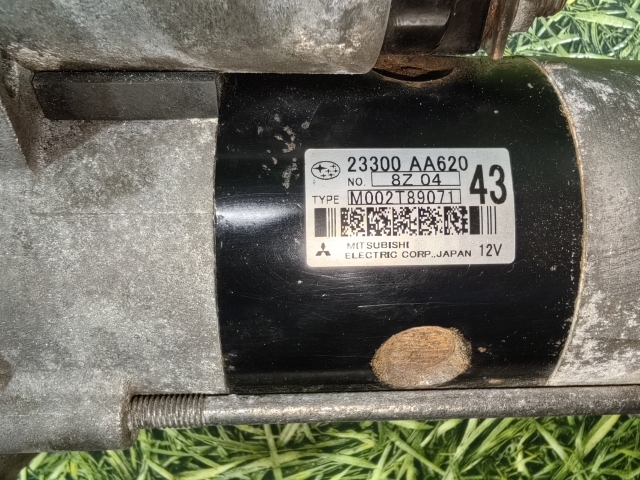 23300 AA620
NO. 8Z 04
43
TYPE M002T89071
MITSUBISHI
ELECTRIC CORP., JAPAN 12V